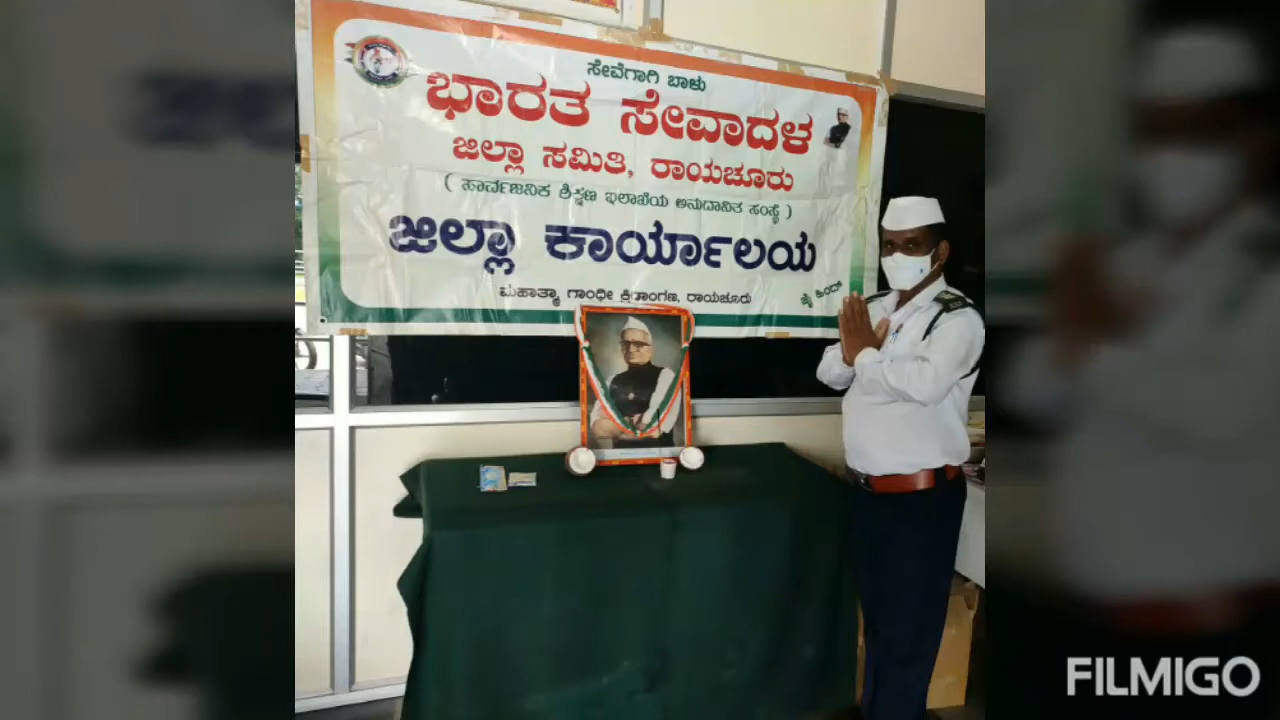 ಸೇವೆಗಾಗಿ ಬಾಳು
ಭಾರತ ಸೇವಾದಳ
ಜಿಲ್ಲಾ ಸಮಿತಿ, ರಾಯಚೂರು
( ಸಾರ್ವಜನಿಕ ಶಿಕ್ಷಣ ಇಲಾಖೆಯ ಅನುದಾನಿತ ಸಂಸ್ಥೆ )
ಜಿಲ್ಲಾ ಕಾರ್ಯಾಲಯ
ಮಹಾತ್ಮಾ ಗಾಂಧೀ ಕ್ರೀಡಾಂಗಣ, ರಾಯಚೂರು
ಜೈ ಹಿಂದ್
FILMIGO